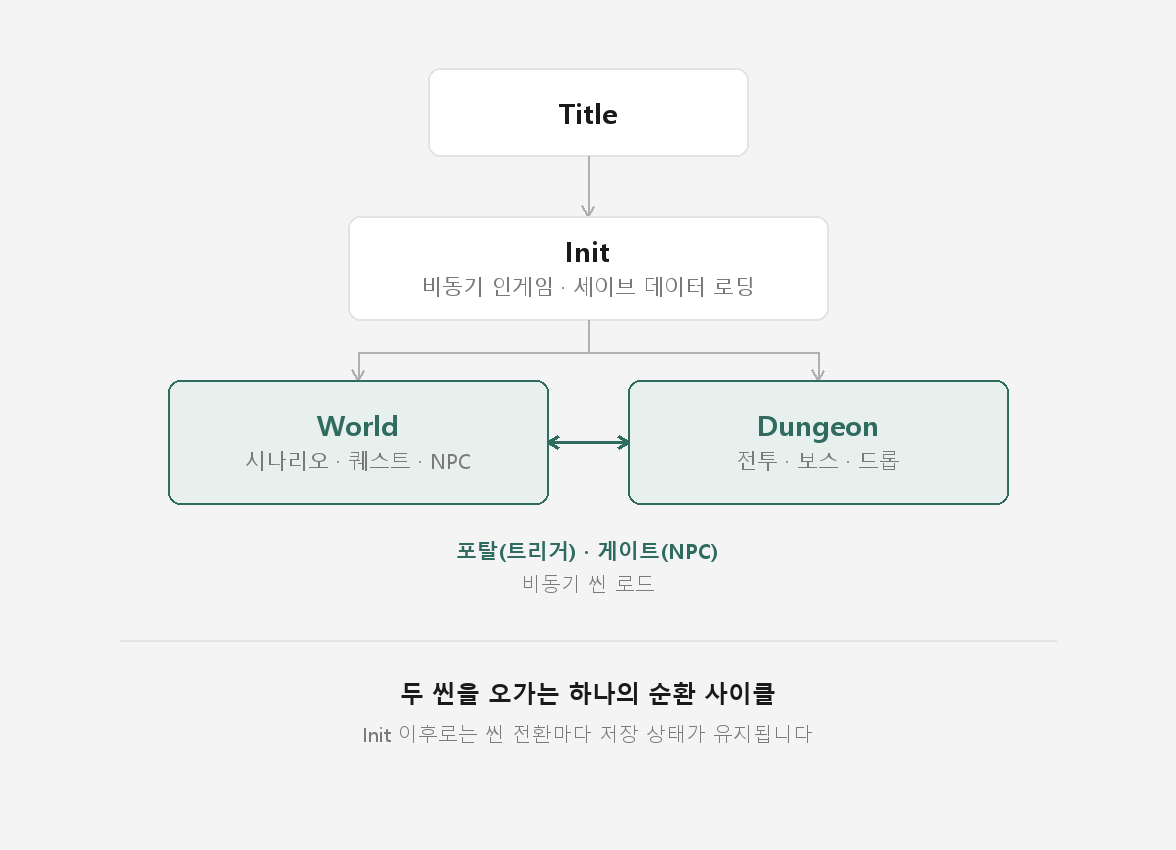 Title
Init
비동기 인게임 · 세이브 데이터 로딩
World
시나리오 · 퀘스트 · NPC
Dungeon
전투 · 보스 · 드롭
포탈(트리거) · 게이트(NPC)
비동기 씬 로드
두 씬을 오가는 하나의 순환 사이클
Init 이후로는 씬 전환마다 저장 상태가 유지됩니다